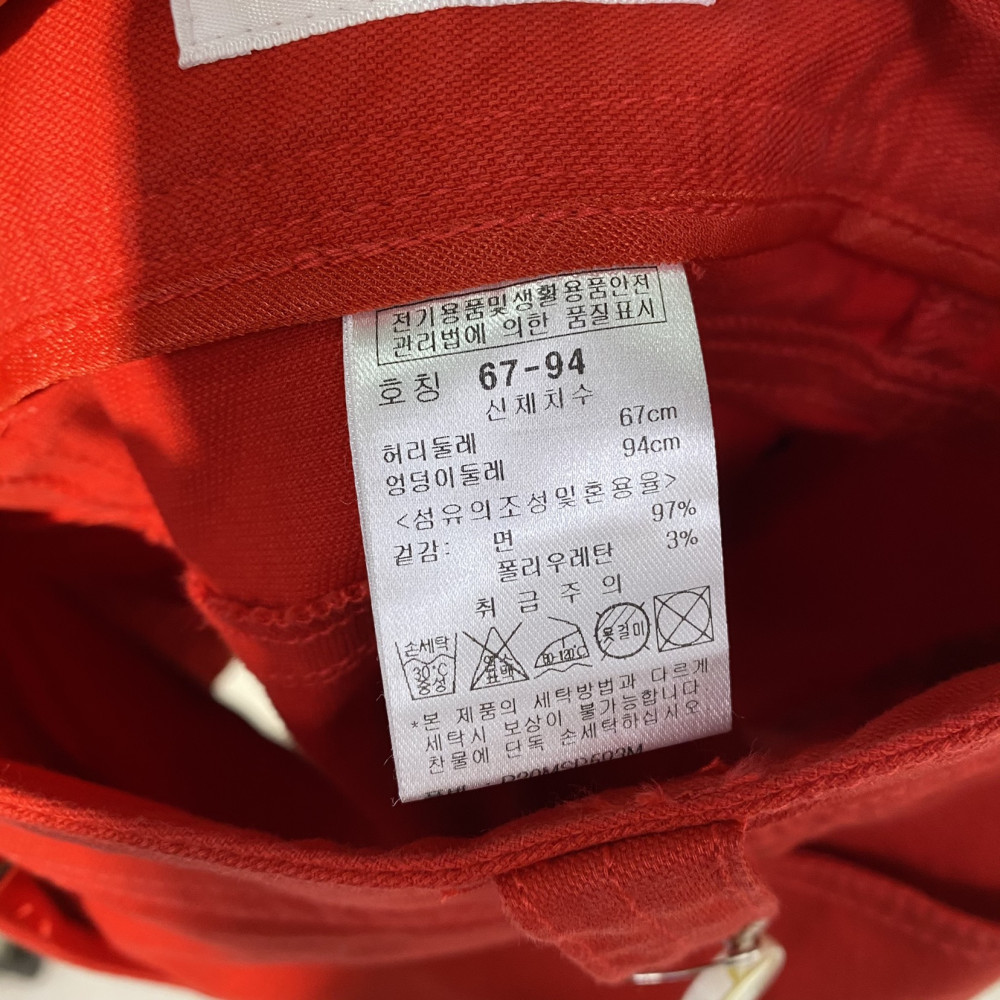 전기용품및생활용품안전
관리법에 의한 품질표시
호칭 67-94
신체치수
허리둘레 67cm
엉덩이둘레 94cm
<섬유의조성및혼용율>
겉감: 면 97%
폴리우레탄 3%
취급주의
손세탁
30°C
중성
염소
표백
80-120°C
옷걸이
*본 제품의 세탁방법과 다르게
세탁시 보상이 불가능합니다
찬물에 단독 손세탁하십시오